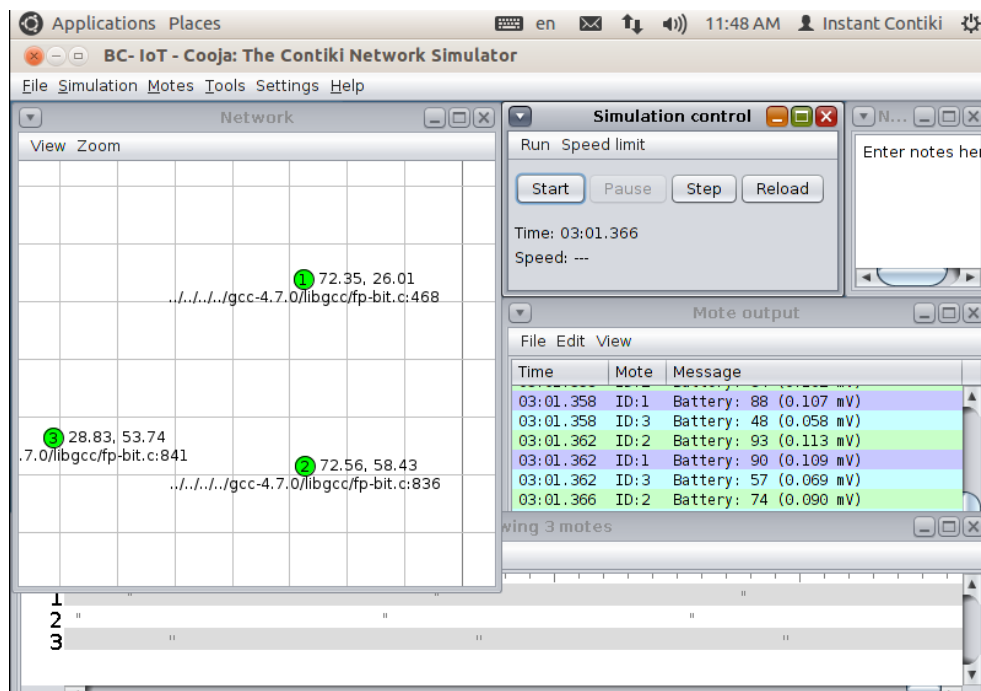 Applications Places en 11:48 AM Instant Contiki
BC- IoT - Cooja: The Contiki Network Simulator
File Simulation Motes Tools Settings Help
Network
View Zoom
1 72.35, 26.01
../../../../gcc-4.7.0/libgcc/fp-bit.c:468
3 28.83, 53.74
.7.0/libgcc/fp-bit.c:841
2 72.56, 58.43
../../../../gcc-4.7.0/libgcc/fp-bit.c:836
Simulation control
Run Speed limit
Start Pause Step Reload
Time: 03:01.366
Speed: ---
N...
Enter notes her
Mote output
File Edit View
Time Mote Message
03:01.358 ID:1 Battery: 88 (0.107 mV)
03:01.358 ID:3 Battery: 48 (0.058 mV)
03:01.362 ID:2 Battery: 93 (0.113 mV)
03:01.362 ID:1 Battery: 90 (0.109 mV)
03:01.362 ID:3 Battery: 57 (0.069 mV)
03:01.366 ID:2 Battery: 74 (0.090 mV)
wing 3 motes
1
2
3